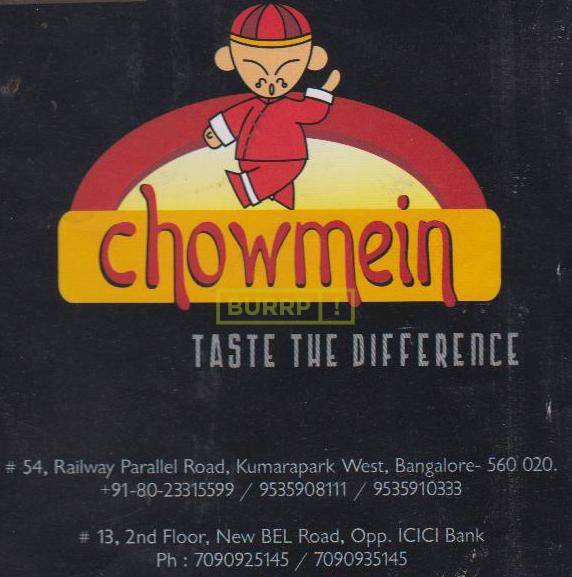 chowmein
BURRP!
TASTE THE DIFFERENCE
# 54, Railway Parallel Road, Kumarapark West, Bangalore- 560 020.
+91-80-23315599 / 9535908111 / 9535910333
# 13, 2nd Floor, New BEL Road, Opp. ICICI Bank
Ph : 7090925145 / 7090935145